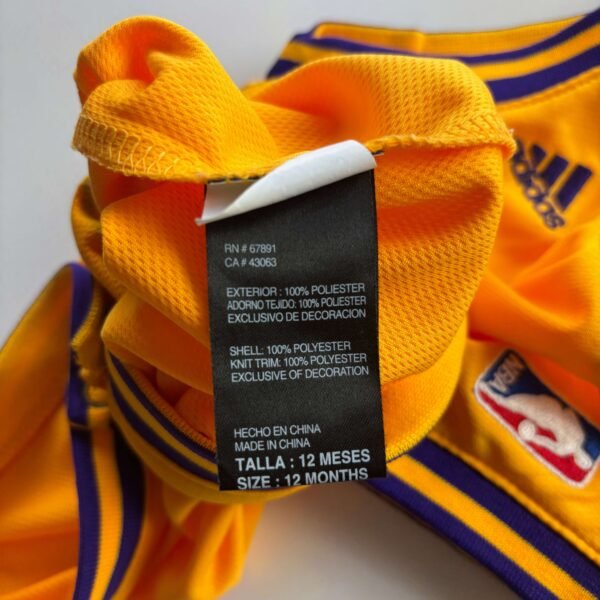 RN # 67891
CA # 43063
EXTERIOR : 100% POLIESTER
ADORNO TEJIDO: 100% POLIESTER
EXCLUSIVO DE DECORACION
SHELL: 100% POLYESTER
KNIT TRIM: 100% POLYESTER
EXCLUSIVE OF DECORATION
HECHO EN CHINA
MADE IN CHINA
TALLA : 12 MESES
SIZE : 12 MONTHS
adidas
NBA